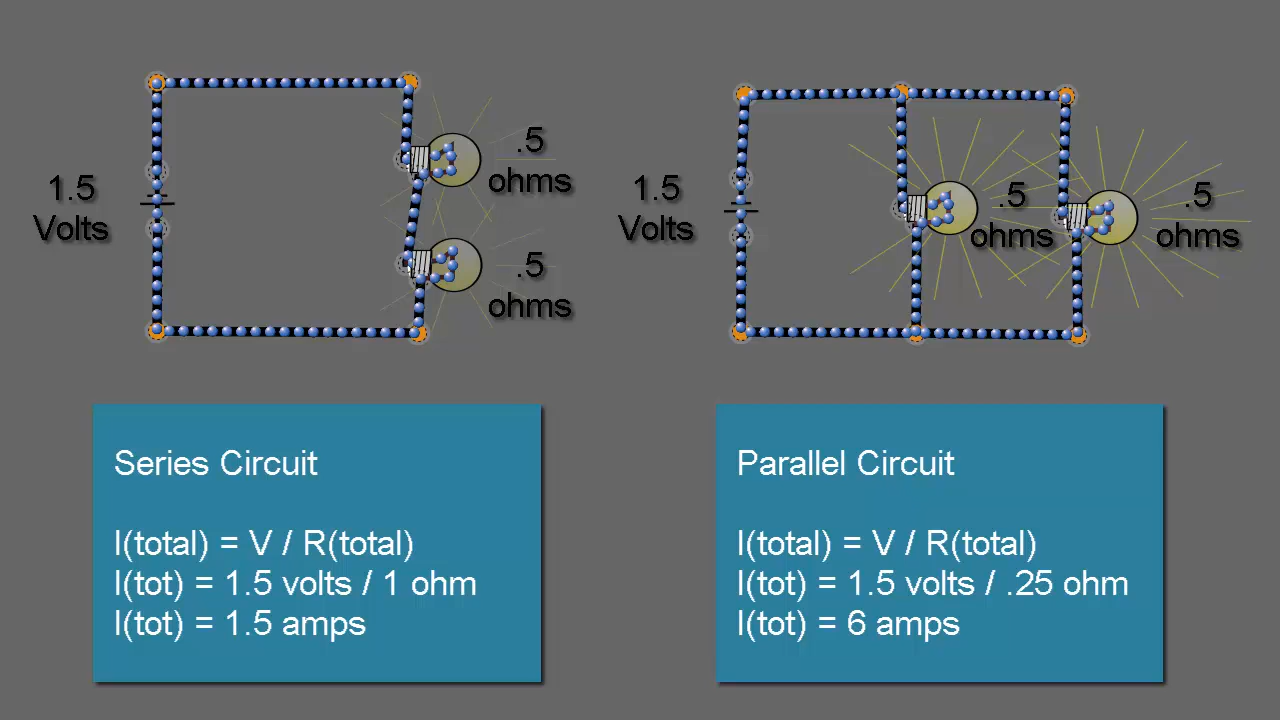 1.5
Volts
.5
ohms
.5
ohms
1.5
Volts
.5
ohms
.5
ohms
Series Circuit
I(total) = V / R(total)
I(tot) = 1.5 volts / 1 ohm
I(tot) = 1.5 amps
Parallel Circuit
I(total) = V / R(total)
I(tot) = 1.5 volts / .25 ohm
I(tot) = 6 amps